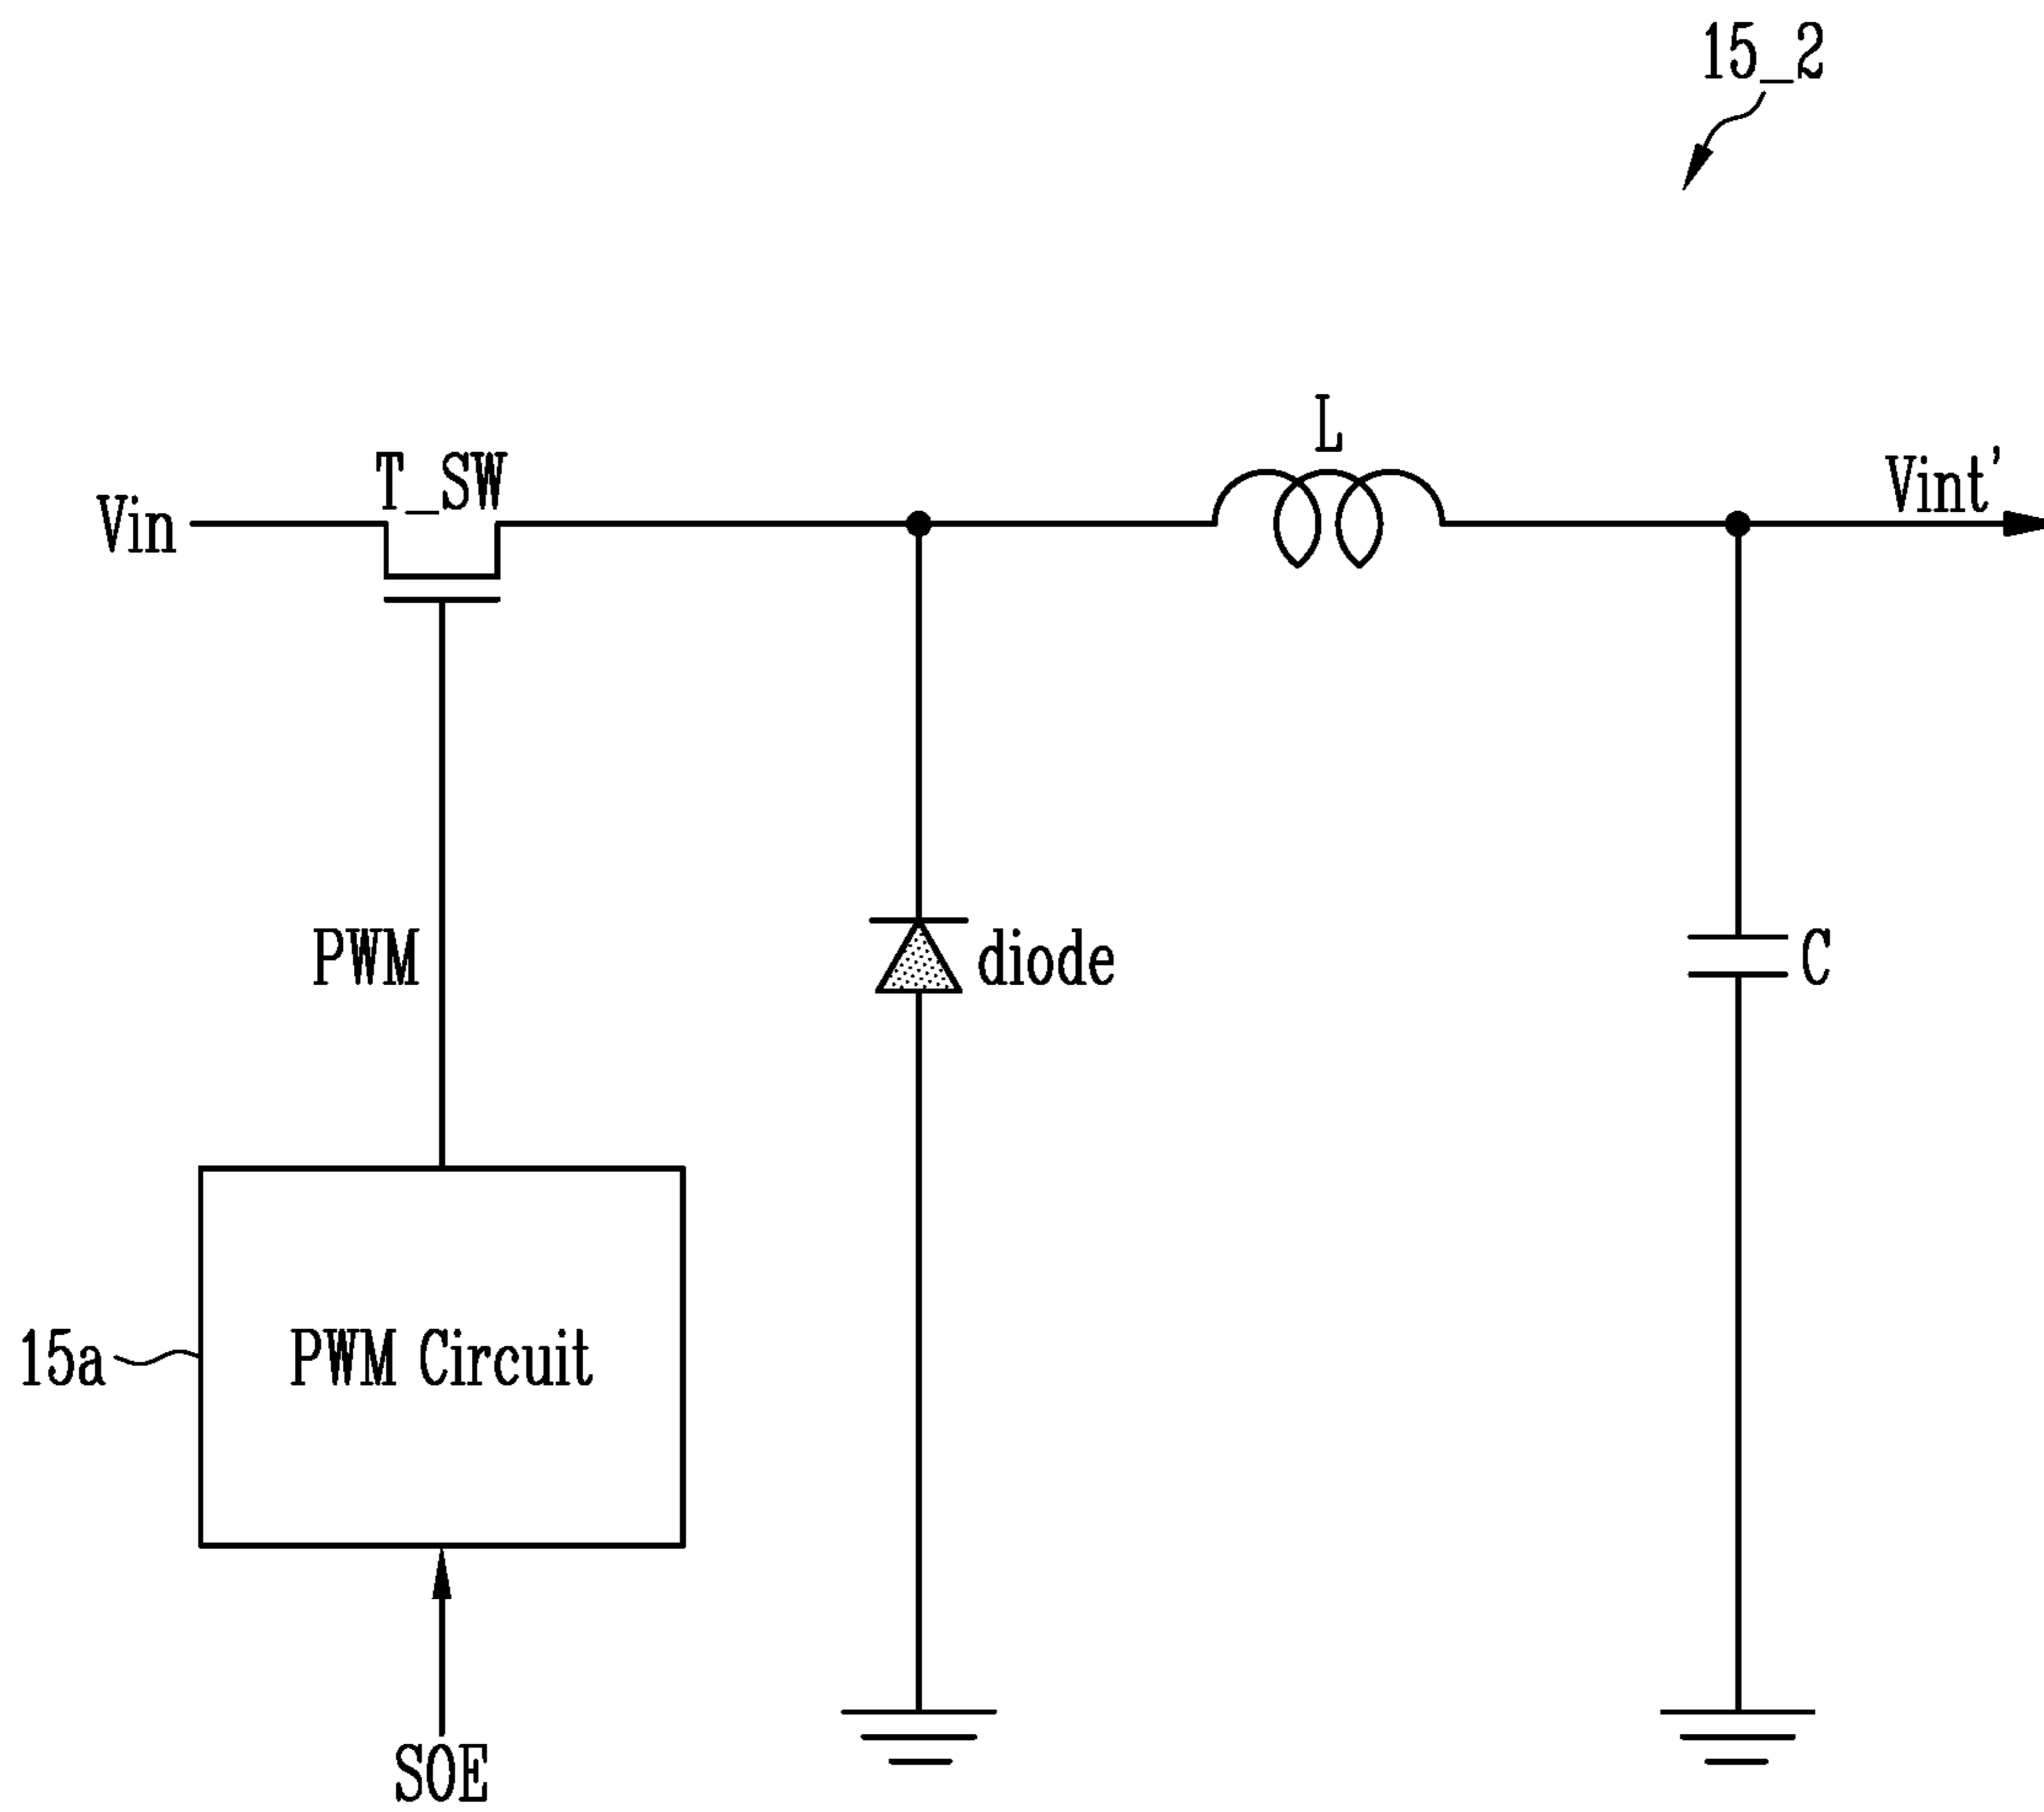 15_2
L
T_SW
Vin
Vint'
PWM
diode
C
15a
PWM Circuit
SOE